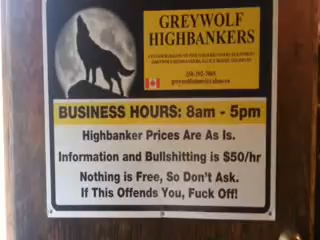 GREYWOLF
HIGHBANKERS
BUSINESS HOURS: 8am - 5pm
Highbanker Prices Are As Is.
Information and Bullshitting is $50/hr
Nothing is Free, So Don't Ask.
If This Offends You, Fuck Off!